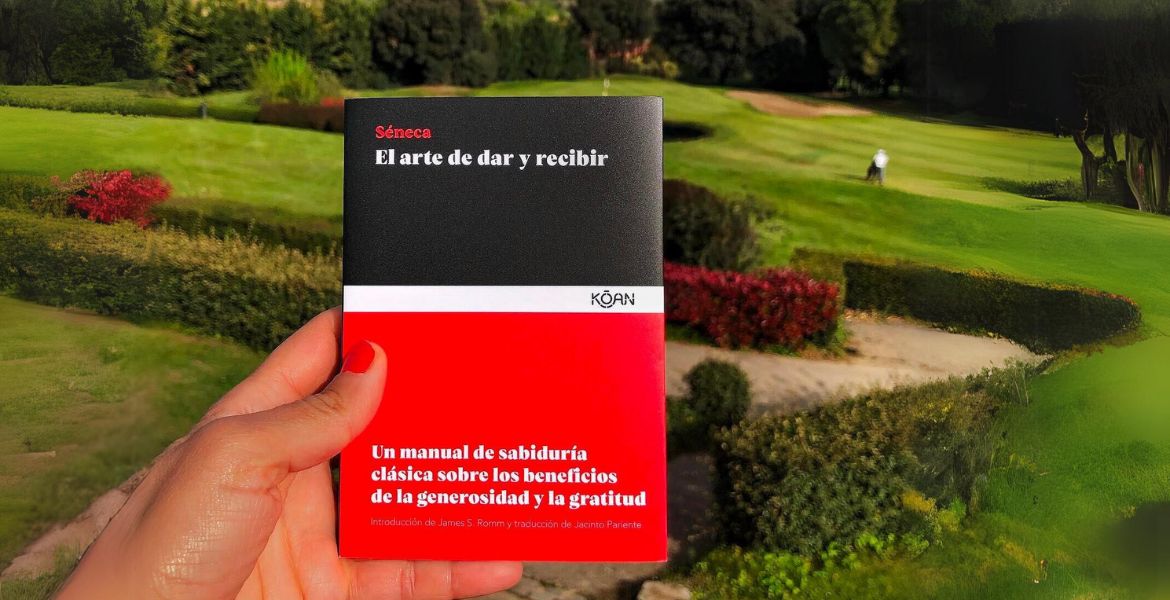 Séneca
El arte de dar y recibir
KŌAN
Un manual de sabiduría
clásica sobre los beneficios
de la generosidad y la gratitud
Introducción de James S. Romm y traducción de Jacinto Pariente